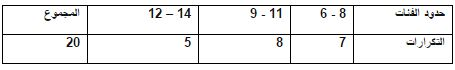 حدود الفئات 6 - 8 9 - 11 12 – 14 المجموع
التكرارات 7 8 5 20